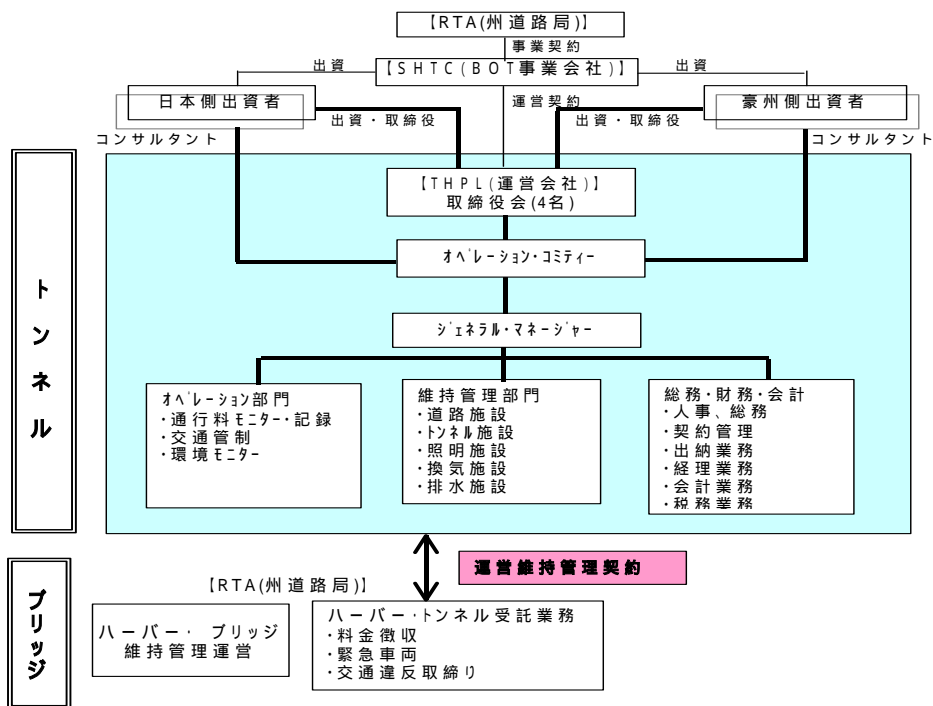 【RTA(州道路局)】
事業契約
出資
【SHTC(BOT事業会社)】
出資
日本側出資者
運営契約
豪州側出資者
出資・取締役
出資・取締役
コンサルタント
コンサルタント
【THPL(運営会社)】
取締役会(4名)
オペレーション・コミティー
ジェネラル・マネージャー
トンネル
オペレーション部門
・通行料モニター・記録
・交通管制
・環境モニター
維持管理部門
・道路施設
・トンネル施設
・照明施設
・換気施設
・排水施設
総務・財務・会計
・人事、総務
・契約管理
・出納業務
・経理業務
・会計業務
・税務業務
運営維持管理契約
ブリッジ
【RTA(州道路局)】
ハーバー・ ブリッジ
維持管理運営
ハーバー・トンネル受託業務
・料金徴収
・緊急車両
・交通違反取締り